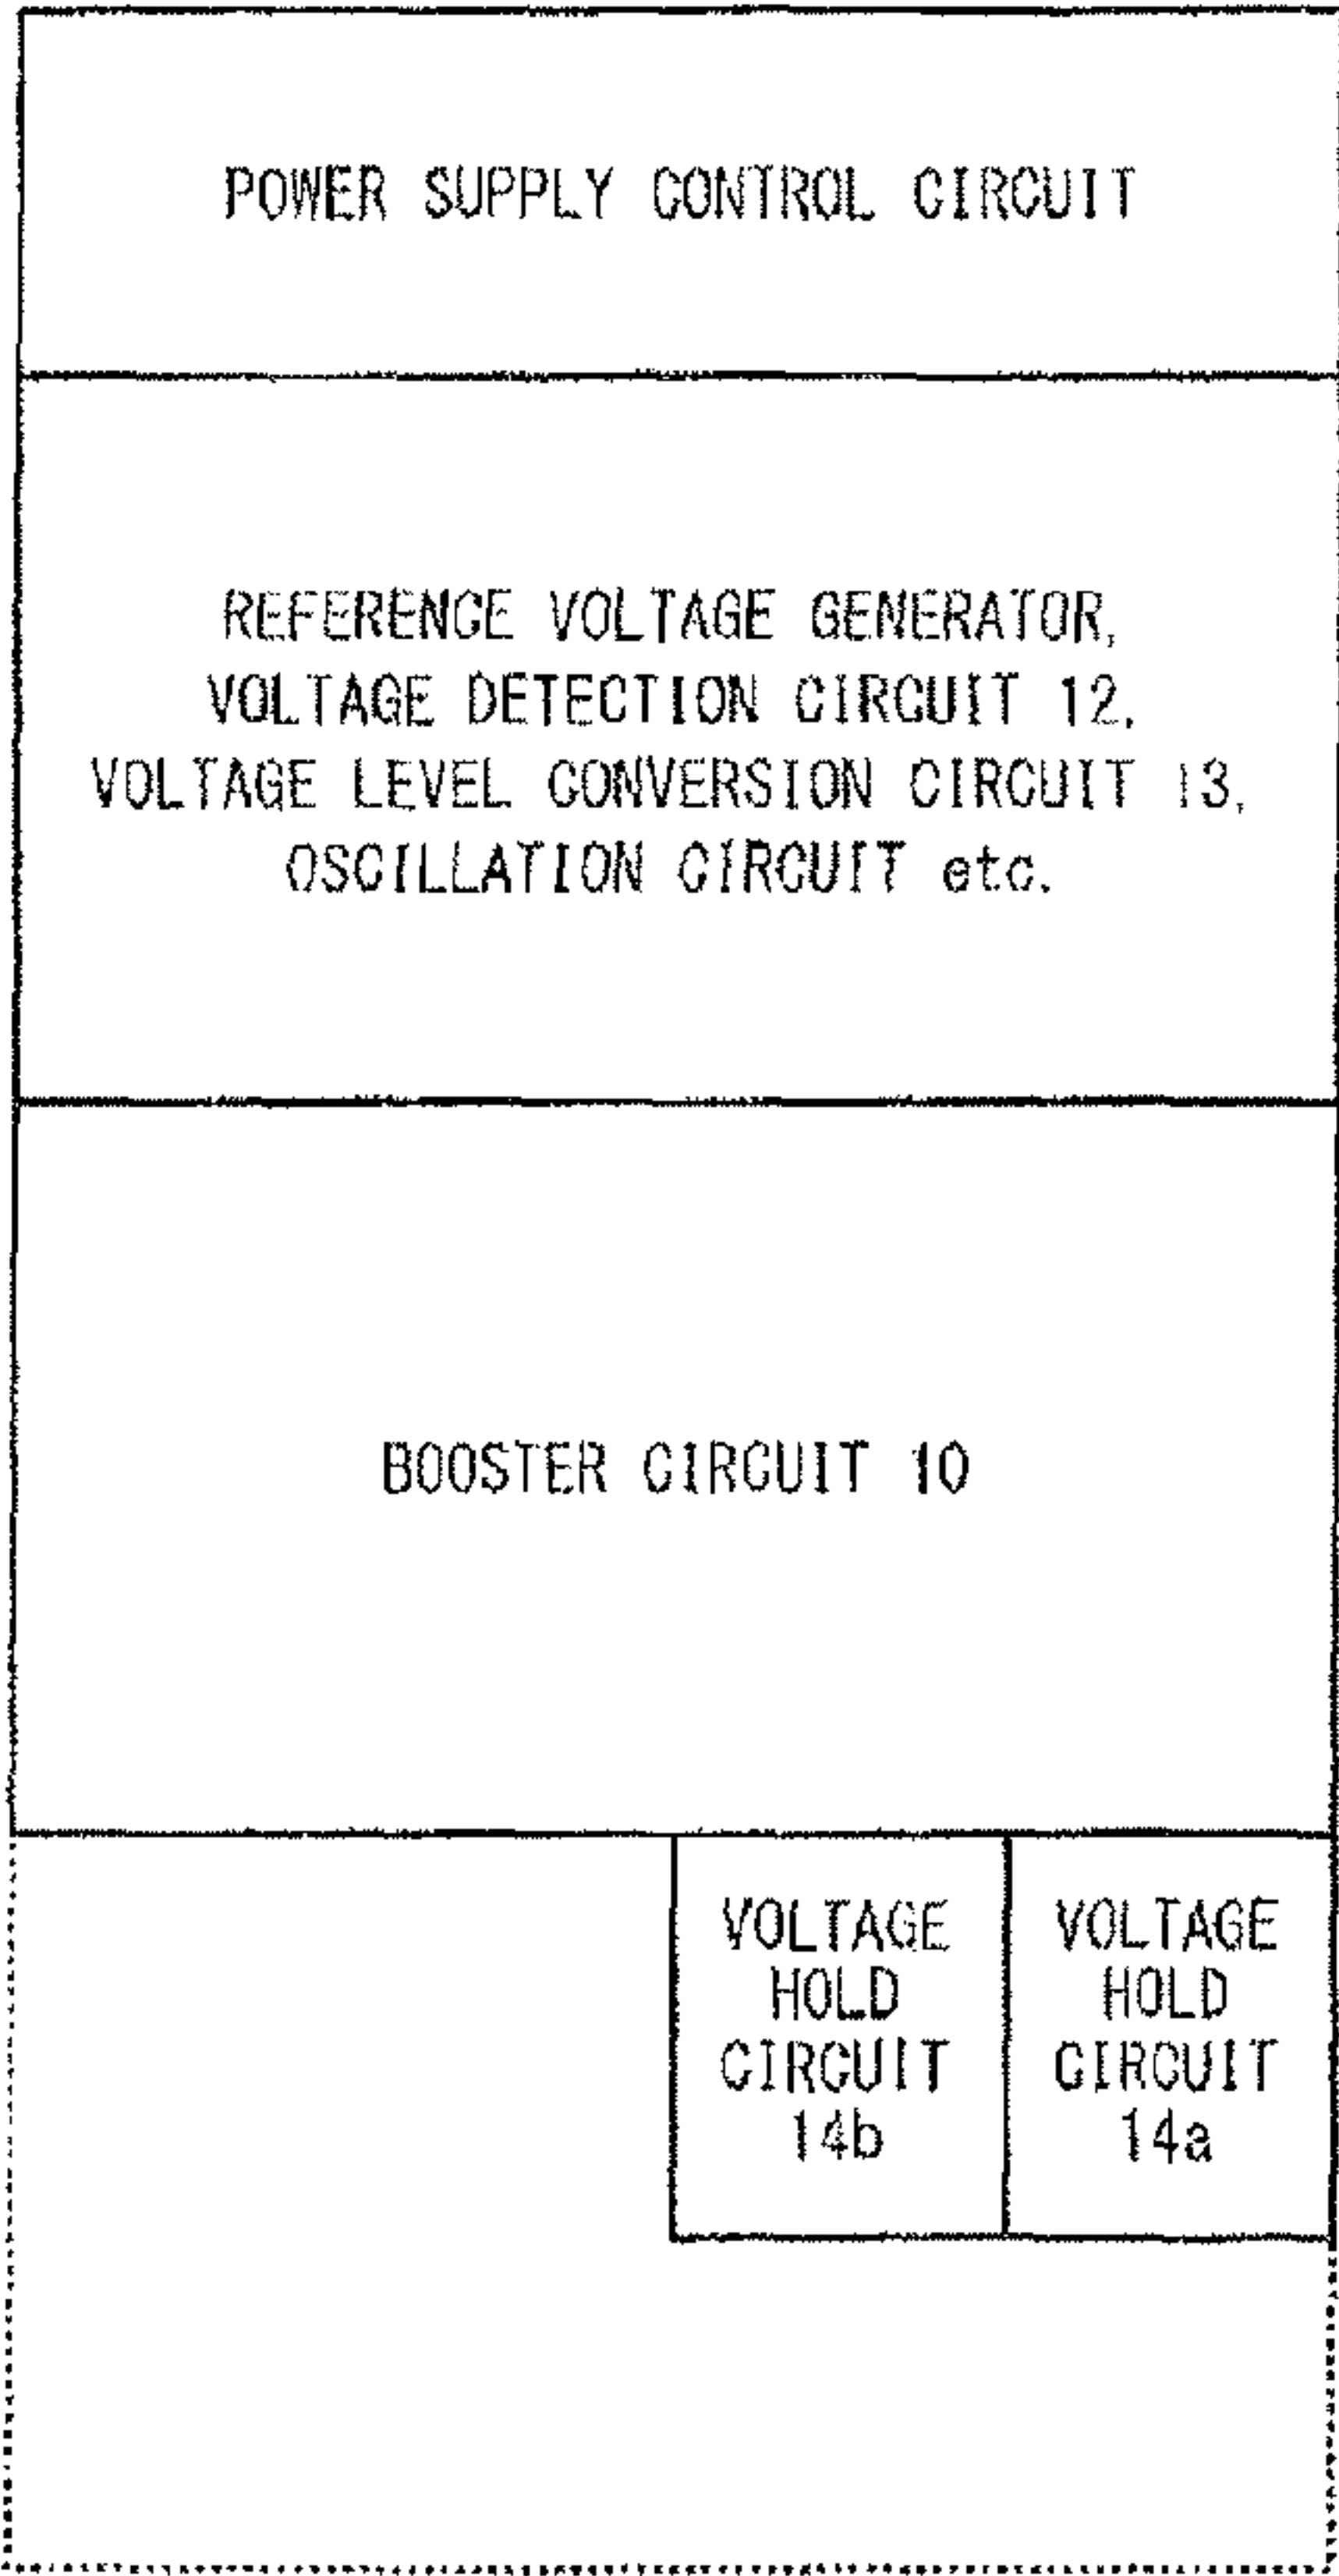 POWER SUPPLY CONTROL CIRCUIT
REFERENCE VOLTAGE GENERATOR,
VOLTAGE DETECTION CIRCUIT 12,
VOLTAGE LEVEL CONVERSION CIRCUIT 13,
OSCILLATION CIRCUIT etc.
BOOSTER CIRCUIT 10
VOLTAGE
HOLD
CIRCUIT
14b
VOLTAGE
HOLD
CIRCUIT
14a